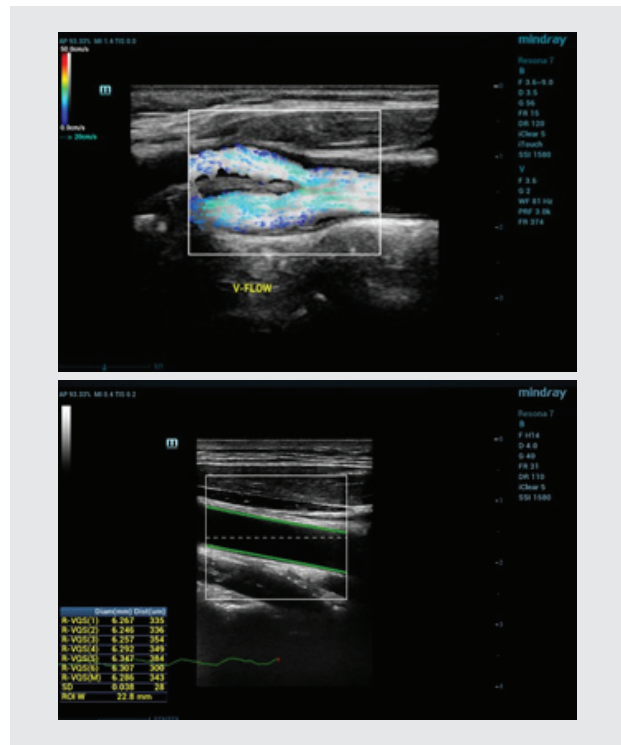 AP 93.33% MI 1.4 TIS 0.0
mindray
50.0cm/s
Resona 7
B
F 3.6-9.0
D 3.5
G 56
FR 15
DR 120
iClear 5
iTouch
SSI 1580
0.0cm/s
20cm/s
V
F 3.6
G 2
WF 81 Hz
PRF 3.0k
FR 374
V-FLOW
1/1
AP 93.33% MI 0.4 TIS 0.2
mindray
Resona 7
B
F H14
D 4.0
G 49
FR 31
DR 110
iClear 5
SSI 1580
Diam(mm) Dist(um)
R-VQS(1) 6.267 335
R-VQS(2) 6.246 336
R-VQS(3) 6.257 354
R-VQS(4) 6.292 349
R-VQS(5) 6.347 384
R-VQS(6) 6.307 300
R-VQS(M) 6.286 343
SD 0.038 28
ROI W 22.8 mm